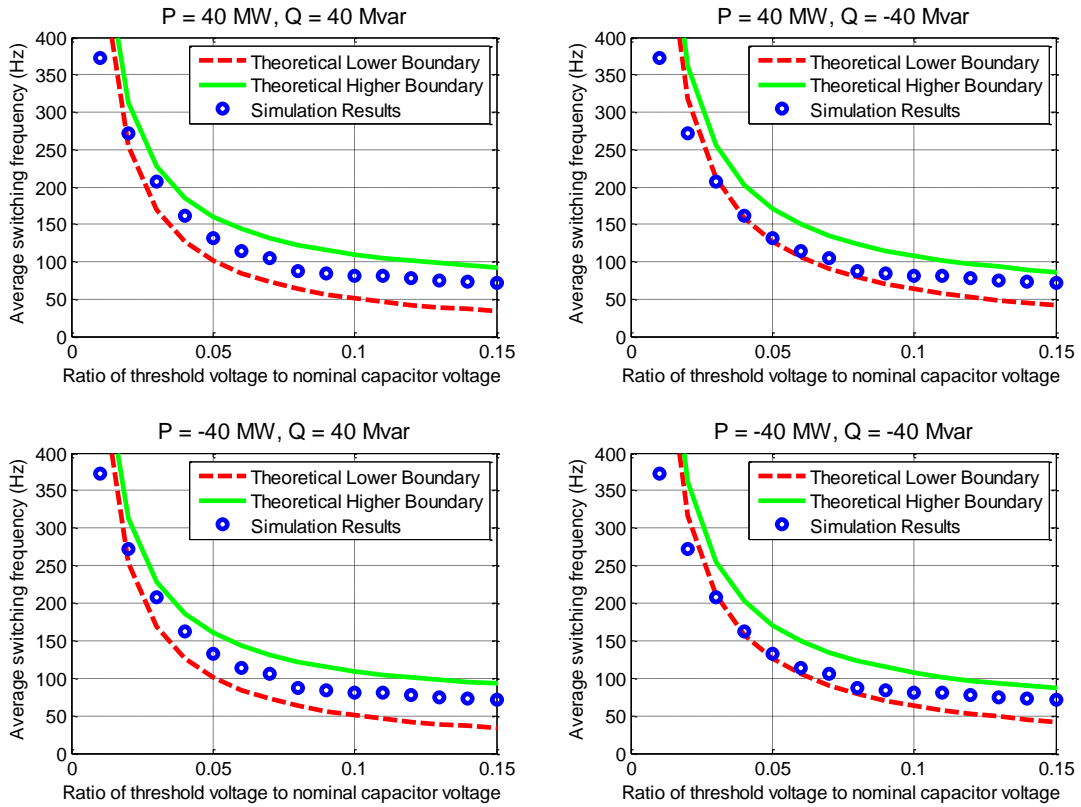 P = 40 MW, Q = 40 Mvar
Average switching frequency (Hz)
400
350
300
250
200
150
100
50
0
0
0.05
0.1
0.15
Theoretical Lower Boundary
Theoretical Higher Boundary
Simulation Results
Ratio of threshold voltage to nominal capacitor voltage
P = 40 MW, Q = -40 Mvar
Average switching frequency (Hz)
400
350
300
250
200
150
100
50
0
0
0.05
0.1
0.15
Theoretical Lower Boundary
Theoretical Higher Boundary
Simulation Results
Ratio of threshold voltage to nominal capacitor voltage
P = -40 MW, Q = 40 Mvar
Average switching frequency (Hz)
400
350
300
250
200
150
100
50
0
0
0.05
0.1
0.15
Theoretical Lower Boundary
Theoretical Higher Boundary
Simulation Results
Ratio of threshold voltage to nominal capacitor voltage
P = -40 MW, Q = -40 Mvar
Average switching frequency (Hz)
400
350
300
250
200
150
100
50
0
0
0.05
0.1
0.15
Theoretical Lower Boundary
Theoretical Higher Boundary
Simulation Results
Ratio of threshold voltage to nominal capacitor voltage